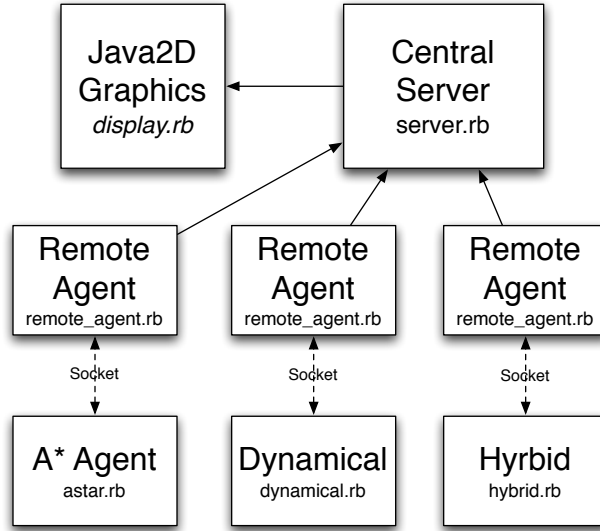 Java2D
Graphics
display.rb
Central
Server
server.rb
Remote
Agent
remote_agent.rb
Remote
Agent
remote_agent.rb
Remote
Agent
remote_agent.rb
Socket
Socket
Socket
A* Agent
astar.rb
Dynamical
dynamical.rb
Hyrbid
hybrid.rb